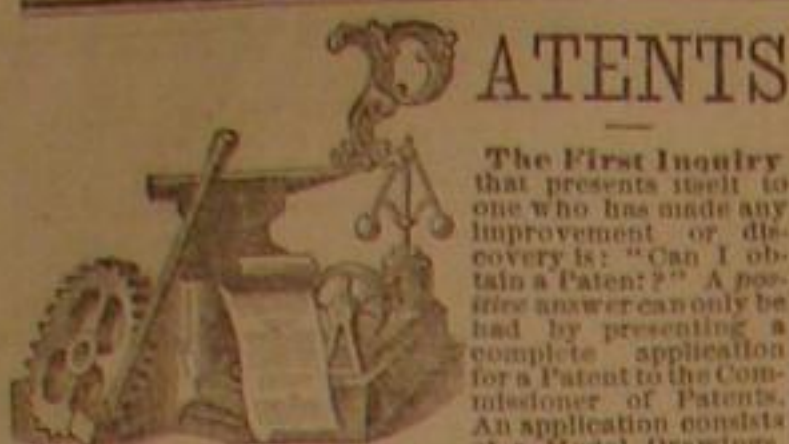 PATENTS
The First Inquiry
that presents itself to
one who has made any
improvement or dis-
covery is: "Can I ob-
tain a Patent?" A pos-
itive answer can only be
had by presenting a
complete application
for a Patent to the Com-
missioner of Patents.
An application consists